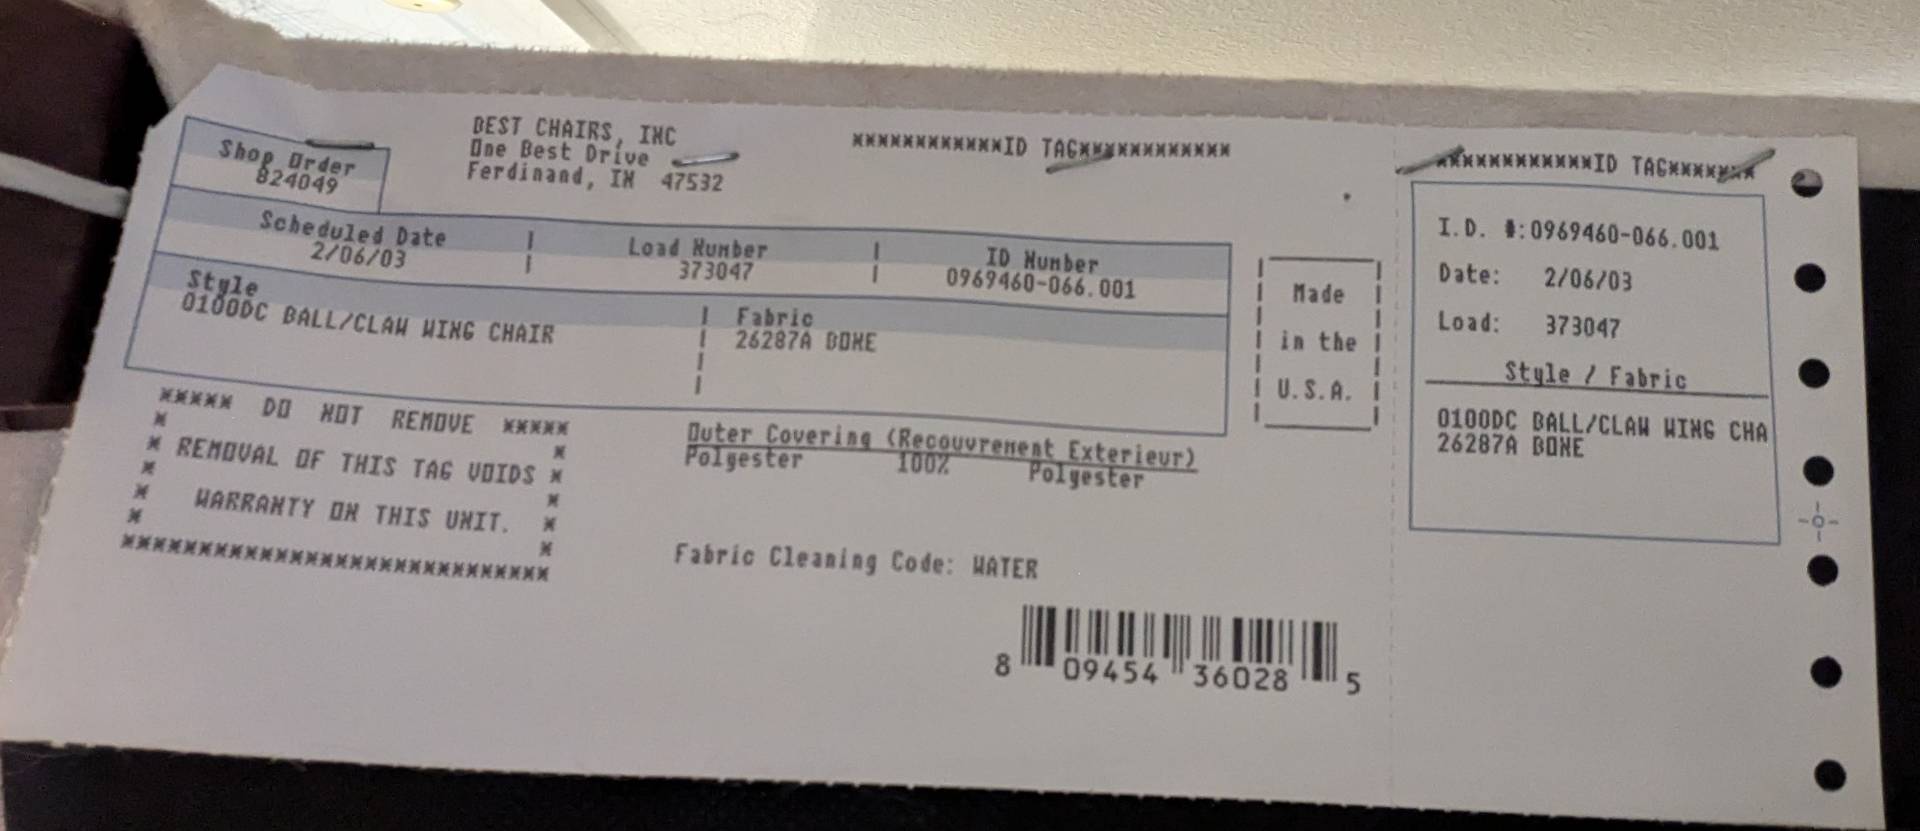 Shop Order
824049
BEST CHAIRS, INC
One Best Drive
Ferdinand, IN 47532
************ID TAG************
Scheduled Date | Load Number | ID Number
2/06/03 | 373047 | 0969460-066.001
Style | Fabric
0100DC BALL/CLAW WING CHAIR | 26287A BONE
Made
in the
U.S.A.
***** DO NOT REMOVE *****
* REMOVAL OF THIS TAG VOIDS *
* WARRANTY ON THIS UNIT. *
***************************
Outer Covering (Recouvrement Exterieur)
Polyester 100% Polyester
Fabric Cleaning Code: WATER
8 09454 36028 5
************ID TAG*******
I.D. #:0969460-066.001
Date: 2/06/03
Load: 373047
Style / Fabric
0100DC BALL/CLAW WING CHA
26287A BONE